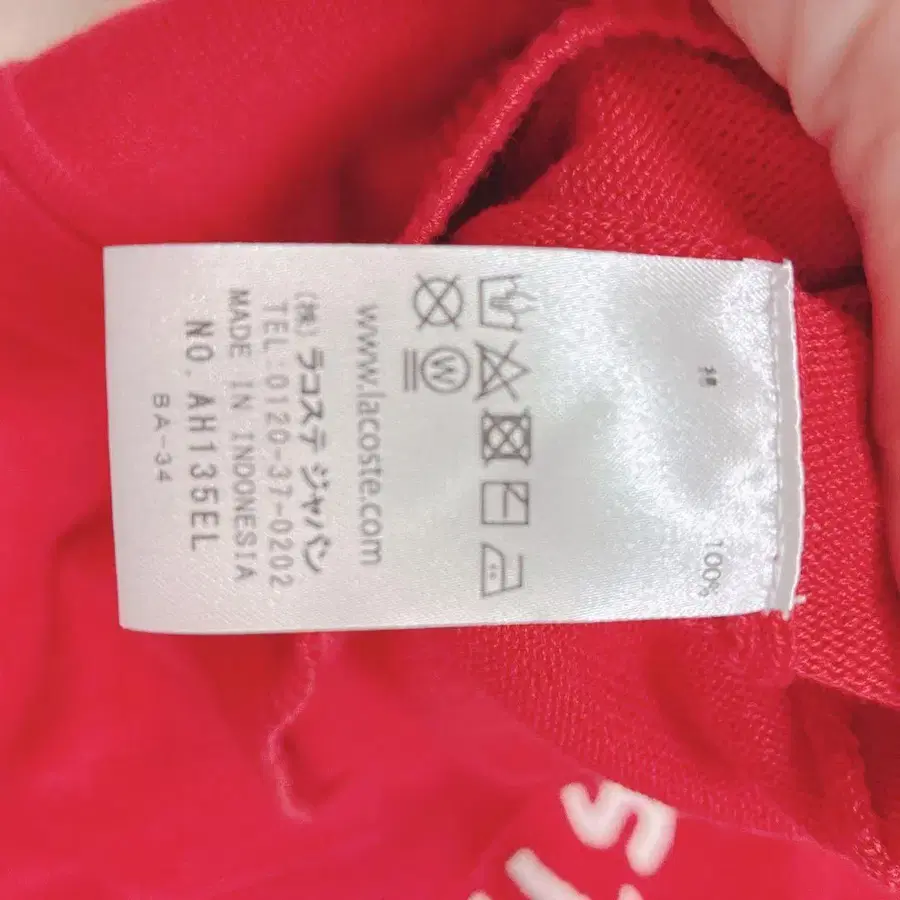 綿 100%
W
www.lacoste.com
(株) ラコステ ジャパン
TEL:0120-37-0202
MADE IN INDONESIA
NO. AH135EL
BA-34